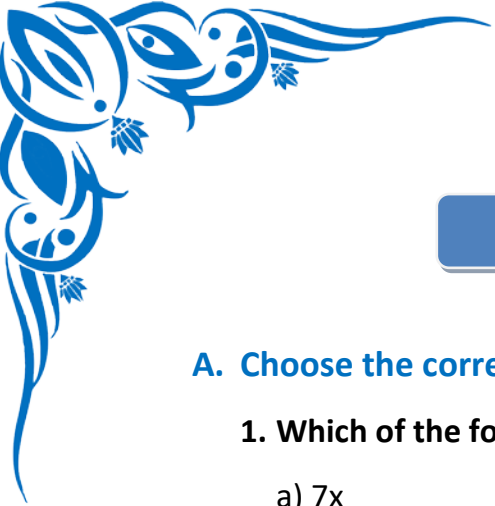 A. Choose the corre
1. Which of the fo
a) 7x